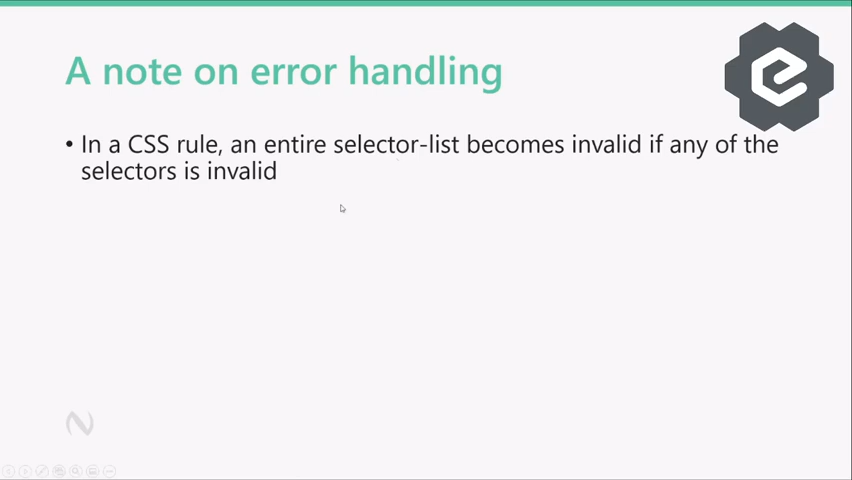 A note on error handling
• In a CSS rule, an entire selector-list becomes invalid if any of the
selectors is invalid